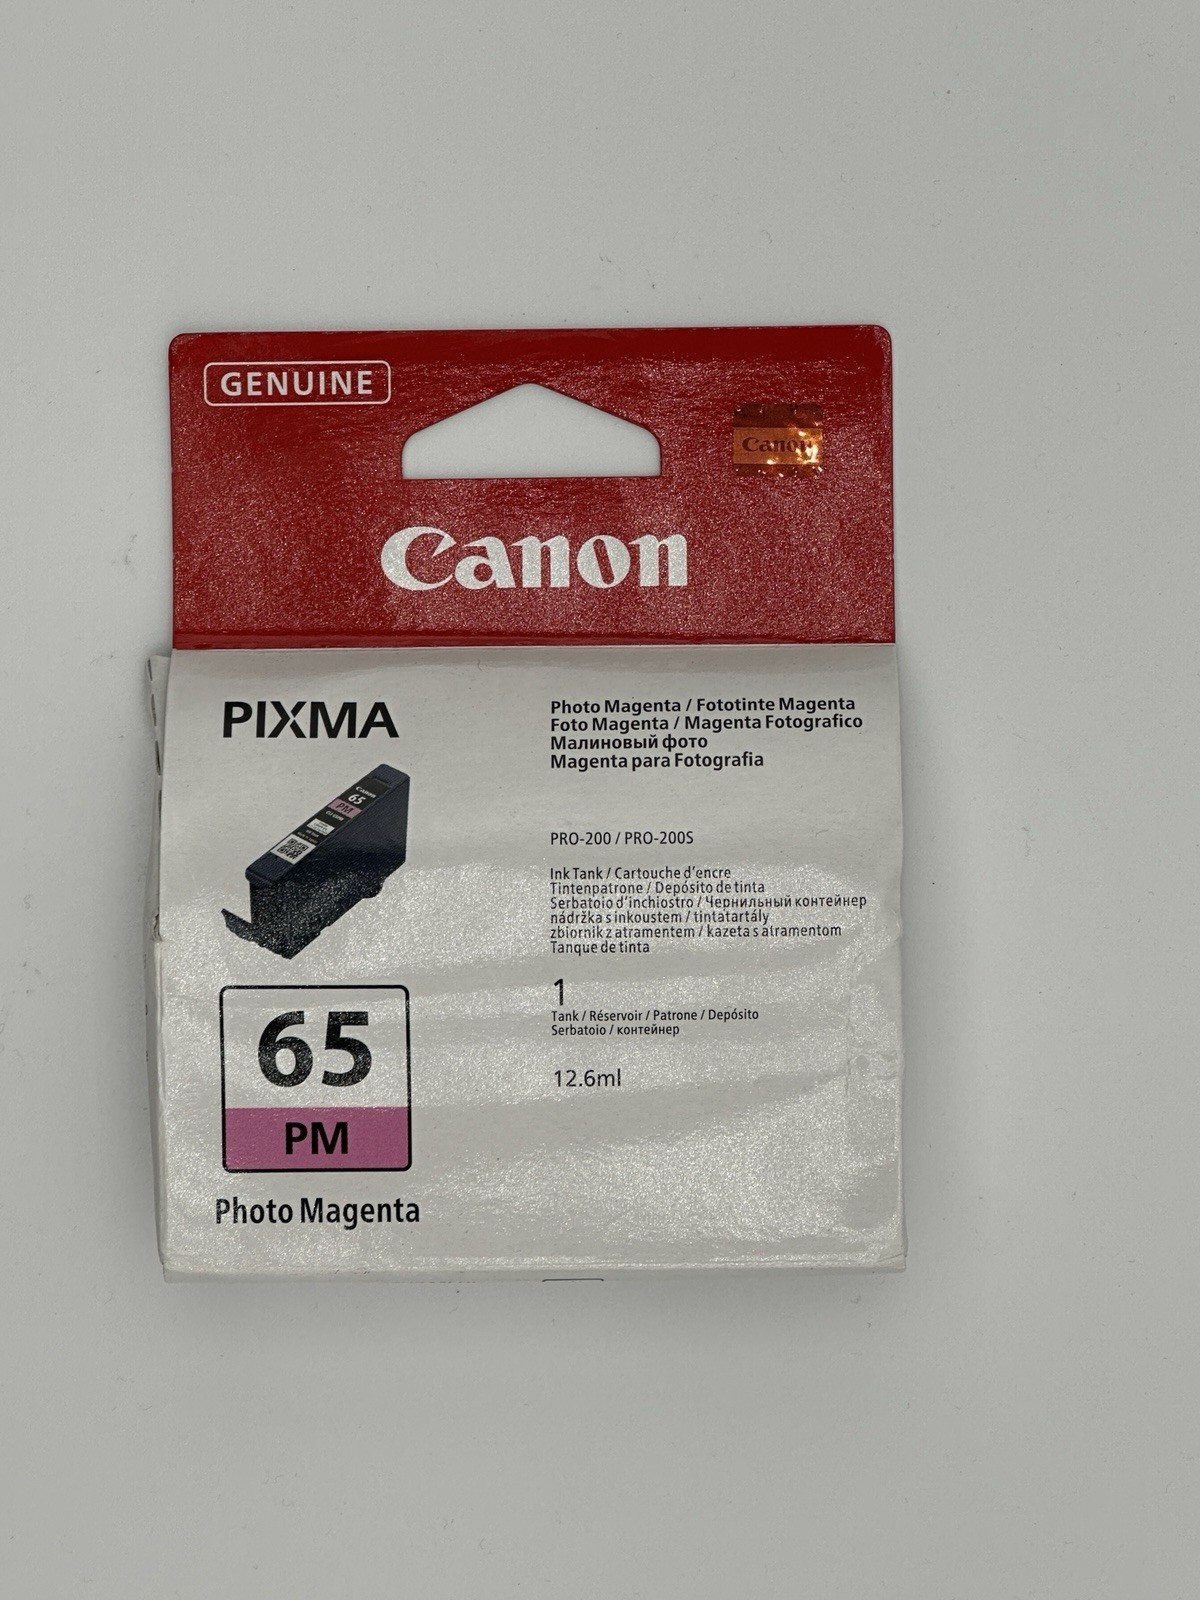 GENUINE
Canon
Canon
PIXMA
Canon
65
PM
65
PM
Photo Magenta
Photo Magenta / Fototinte Magenta
Foto Magenta / Magenta Fotografico
Малиновый фото
Magenta para Fotografia
PRO-200 / PRO-200S
Ink Tank / Cartouche d'encre
Tintenpatrone / Depósito de tinta
Serbatoio d'inchiostro / Чернильный контейнер
nádržka s inkoustem / tintatartály
zbiornik z atramentem / kazeta s atramentom
Tanque de tinta
1
Tank / Réservoir / Patrone / Depósito
Serbatoio / контейнер
12.6ml